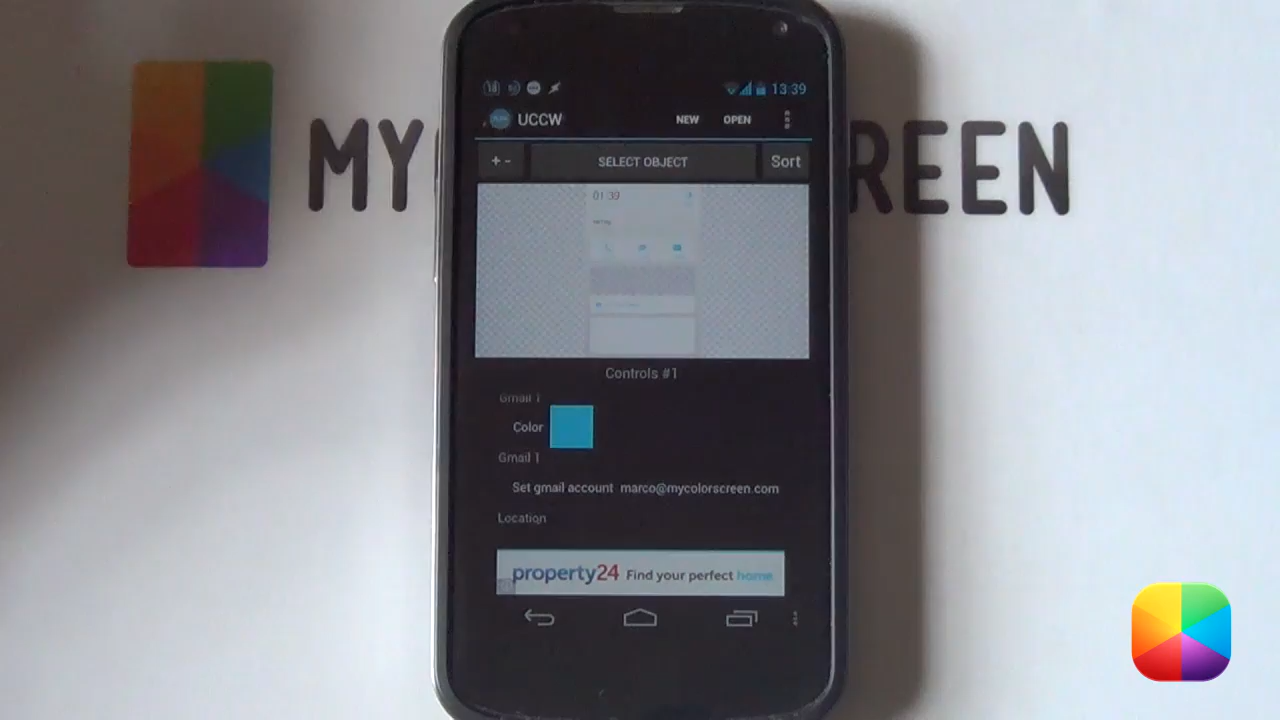 MY
REEN
13:39
UCCW
NEW
OPEN
+ -
SELECT OBJECT
Sort
01 39
Controls #1
Gmail 1
Color
Gmail 1
Set gmail account marco@mycolorscreen.com
Location
property24 Find your perfect home